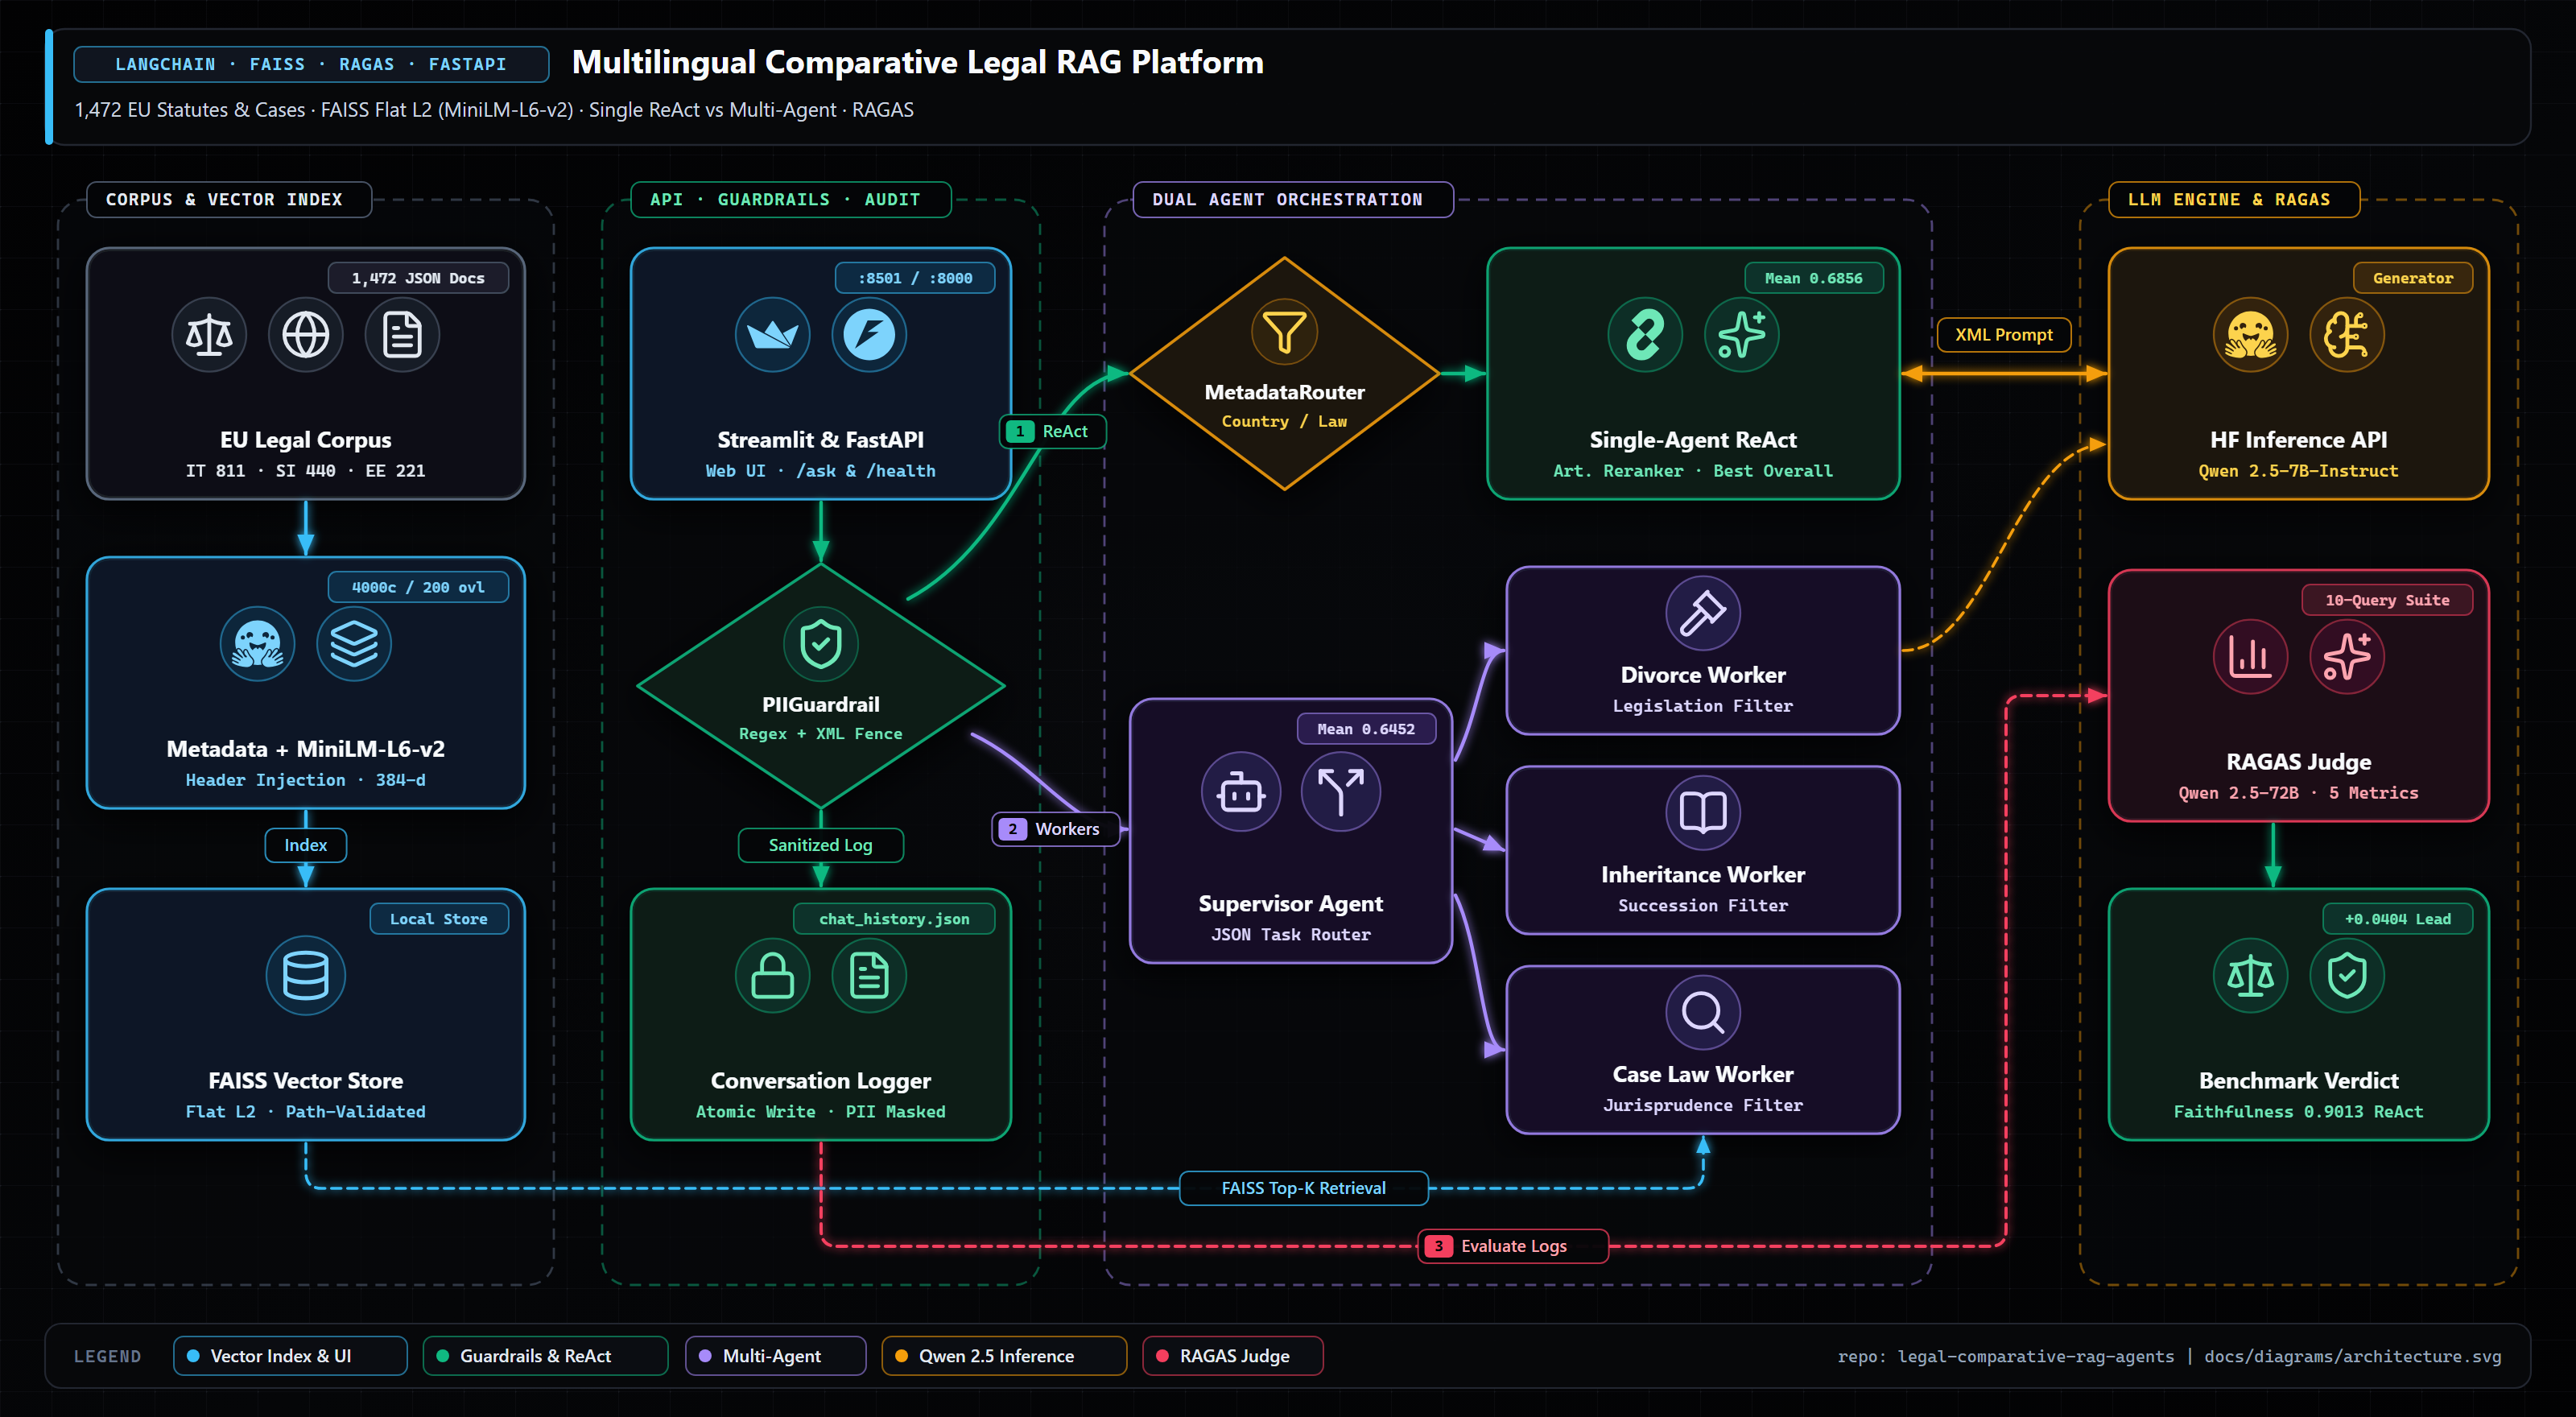 LANGCHAIN · FAISS · RAGAS · FASTAPI
Multilingual Comparative Legal RAG Platform
1,472 EU Statutes & Cases · FAISS Flat L2 (MiniLM-L6-v2) · Single ReAct vs Multi-Agent · RAGAS
CORPUS & VECTOR INDEX
1,472 JSON Docs
EU Legal Corpus
IT 811 · SI 440 · EE 221
4000c / 200 ovl
Metadata + MiniLM-L6-v2
Header Injection · 384-d
Index
Local Store
FAISS Vector Store
Flat L2 · Path-Validated
API · GUARDRAILS · AUDIT
:8501 / :8000
Streamlit & FastAPI
Web UI · /ask & /health
PIIGuardrail
Regex + XML Fence
Sanitized Log
chat_history.json
Conversation Logger
Atomic Write · PII Masked
1 ReAct
2 Workers
DUAL AGENT ORCHESTRATION
MetadataRouter
Country / Law
Mean 0.6856
Single-Agent ReAct
Art. Reranker · Best Overall
Mean 0.6452
Supervisor Agent
JSON Task Router
Divorce Worker
Legislation Filter
Inheritance Worker
Succession Filter
Case Law Worker
Jurisprudence Filter
FAISS Top-K Retrieval
3 Evaluate Logs
XML Prompt
LLM ENGINE & RAGAS
Generator
HF Inference API
Qwen 2.5-7B-Instruct
10-Query Suite
RAGAS Judge
Qwen 2.5-72B · 5 Metrics
+0.0404 Lead
Benchmark Verdict
Faithfulness 0.9013 ReAct
LEGEND
Vector Index & UI
Guardrails & ReAct
Multi-Agent
Qwen 2.5 Inference
RAGAS Judge
repo: legal-comparative-rag-agents | docs/diagrams/architecture.svg